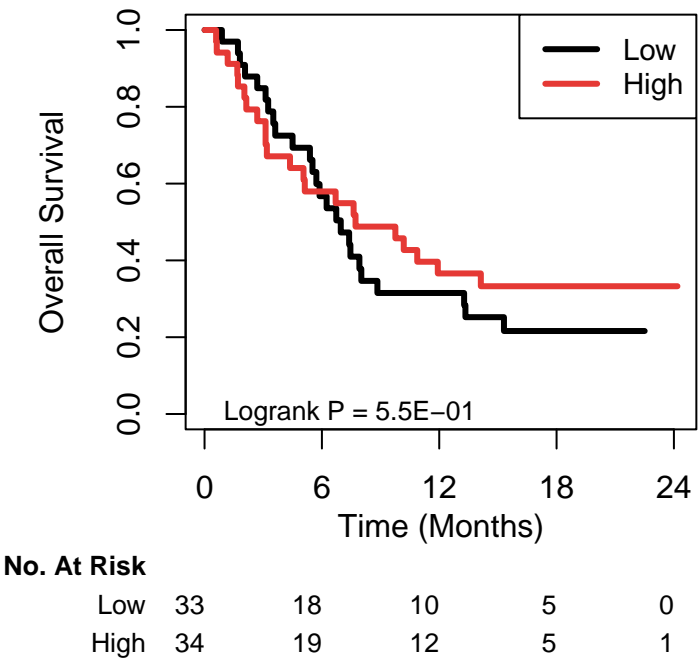 1.0
0.8
0.6
0.4
0.2
0.0
Overall Survival
Low
High
Logrank P = 5.5E−01
0 6 12 18 24
Time (Months)
No. At Risk
Low 33 18 10 5 0
High 34 19 12 5 1